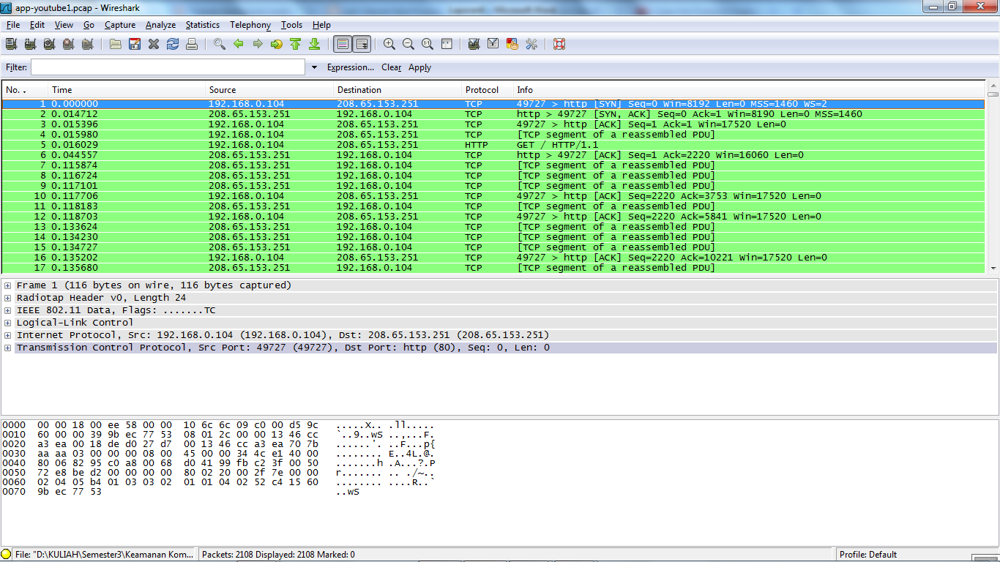 app-youtube1.pcap - Wireshark
File Edit View Go Capture Analyze Statistics Telephony Tools Help
Filter: Expression... Clear Apply
No. Time Source Destination Protocol Info
1 0.000000 192.168.0.104 208.65.153.251 TCP 49727 > http [SYN] Seq=0 Win=8192 Len=0 MSS=1460 WS=2
2 0.014712 208.65.153.251 192.168.0.104 TCP http > 49727 [SYN, ACK] Seq=0 Ack=1 Win=8190 Len=0 MSS=1460
3 0.015396 192.168.0.104 208.65.153.251 TCP 49727 > http [ACK] Seq=1 Ack=1 Win=17520 Len=0
4 0.015980 192.168.0.104 208.65.153.251 TCP [TCP segment of a reassembled PDU]
5 0.016029 192.168.0.104 208.65.153.251 HTTP GET / HTTP/1.1
6 0.044557 208.65.153.251 192.168.0.104 TCP http > 49727 [ACK] Seq=1 Ack=2220 Win=16060 Len=0
7 0.115874 208.65.153.251 192.168.0.104 TCP [TCP segment of a reassembled PDU]
8 0.116724 208.65.153.251 192.168.0.104 TCP [TCP segment of a reassembled PDU]
9 0.117101 208.65.153.251 192.168.0.104 TCP [TCP segment of a reassembled PDU]
10 0.117706 192.168.0.104 208.65.153.251 TCP 49727 > http [ACK] Seq=2220 Ack=3753 Win=17520 Len=0
11 0.118183 208.65.153.251 192.168.0.104 TCP [TCP segment of a reassembled PDU]
12 0.118703 192.168.0.104 208.65.153.251 TCP 49727 > http [ACK] Seq=2220 Ack=5841 Win=17520 Len=0
13 0.133624 208.65.153.251 192.168.0.104 TCP [TCP segment of a reassembled PDU]
14 0.134230 208.65.153.251 192.168.0.104 TCP [TCP segment of a reassembled PDU]
15 0.134727 208.65.153.251 192.168.0.104 TCP [TCP segment of a reassembled PDU]
16 0.135202 192.168.0.104 208.65.153.251 TCP 49727 > http [ACK] Seq=2220 Ack=10221 Win=17520 Len=0
17 0.135680 208.65.153.251 192.168.0.104 TCP [TCP segment of a reassembled PDU]
Frame 1 (116 bytes on wire, 116 bytes captured)
Radiotap Header v0, Length 24
IEEE 802.11 Data, Flags: .......TC
Logical-Link Control
Internet Protocol, Src: 192.168.0.104 (192.168.0.104), Dst: 208.65.153.251 (208.65.153.251)
Transmission Control Protocol, Src Port: 49727 (49727), Dst Port: http (80), Seq: 0, Len: 0
0000 00 00 18 00 ee 58 00 00 10 6c 6c 09 c0 00 d5 9c .....X.. .ll.....
0010 60 00 00 39 9b ec 77 53 08 01 2c 00 00 13 46 cc `..9..wS ..,...F.
0020 a3 ea 00 18 de d0 27 d7 00 13 46 cc a3 ea 70 7b ......'. ..F...p{
0030 aa aa 03 00 00 00 08 00 45 00 00 34 4c e1 40 00 ........ E..4L.@.
0040 80 06 82 95 c0 a8 00 68 d0 41 99 fb c2 3f 00 50 .......h .A...?.P
0050 72 e8 be d2 00 00 00 00 80 02 20 00 2f 7e 00 00 r....... .. ./~..
0060 02 04 05 b4 01 03 03 02 01 01 04 02 52 c4 15 60 ........ ....R..`
0070 9b ec 77 53 ..wS
File: "D:\KULIAH\Semester3\Keamanan Kom... Packets: 2108 Displayed: 2108 Marked: 0 Profile: Default